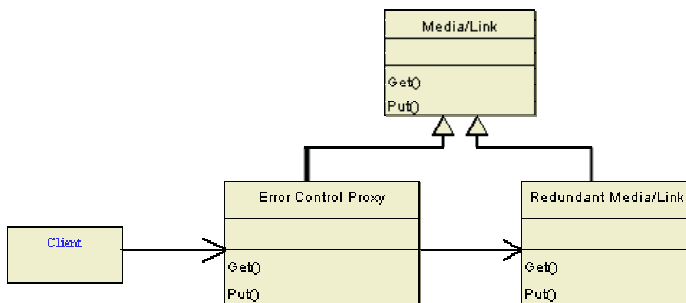 Media/Link
Get()
Put()
Error Control Proxy
Redundant Media/Link
Client
Get()
Get()
Put()
Put()